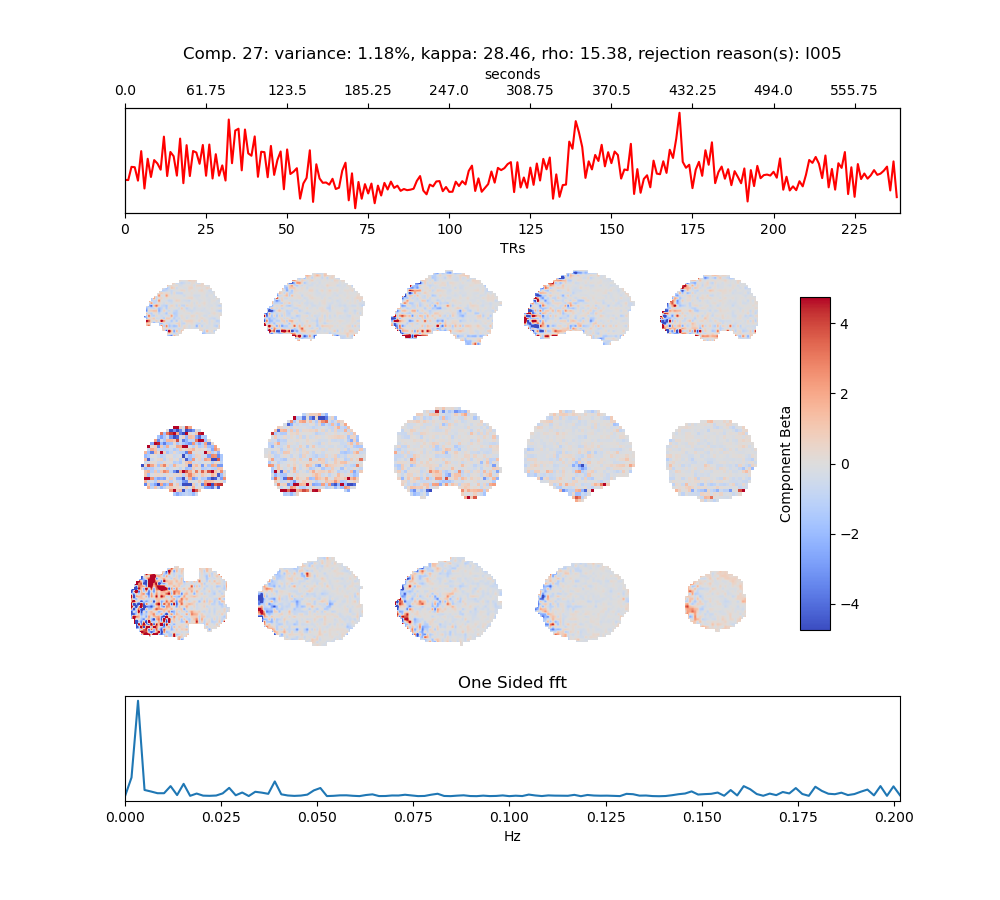 Comp. 27: variance: 1.18%, kappa: 28.46, rho: 15.38, rejection reason(s): I005
seconds
0.0 61.75 123.5 185.25 247.0 308.75 370.5 432.25 494.0 555.75
0 25 50 75 100 125 150 175 200 225
TRs
4
2
0
−2
−4
Component Beta
One Sided fft
0.000 0.025 0.050 0.075 0.100 0.125 0.150 0.175 0.200
Hz